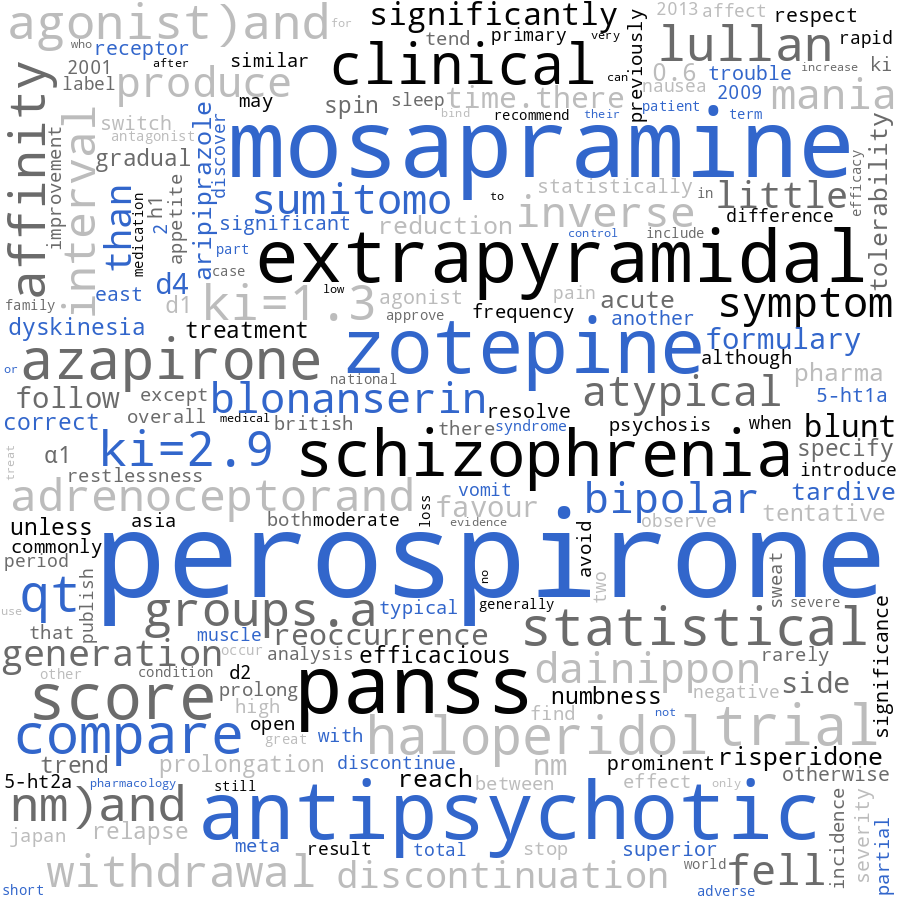 agonist)and
significantly
for
2013
affect
respect
who
receptor
primary
very
tend
lullan
rapid
after
similar
clinical
2001
label
produce
can
previously
0.6
trouble
increase
ki
nausea
time.there
2009
mania
may
spin
sleep
patient
affinity
interval
switch
antagonist
aripiprazole
discover
mosapramine
bind
recommend
their
term
improvement
gradual
tolerability
efficacy
than
medication
2
h1
appetite
sumitomo
to
statistically
in
little
significant
reduction
inverse
difference
part
control
include
case
extrapyramidal
d4
east
low
family
d1
ki=1.3
agonist
pain
acute
symptom
approve
frequency
another
dyskinesia
treatment
zotepine
formulary
although
or
azapirone
national
pharma
follow
except
blonanserin
atypical
5-ht1a
correct
overall
medical
british
resolve
there
syndrome
psychosis
when
blunt
ki=2.9
α1
schizophrenia
specify
introduce
treat
restlessness
adrenoceptorand
loss
vomit
favour
bipolar
tardive
unless
asia
both
moderate
evidence
observe
tentative
commonly
period
avoid
perospirone
no
two
sweat
use
qt
publish
groups.a
typical
generally
severe
that
muscle
reoccurrence
statistical
generation
occur
analysis
efficacious
rarely
significance
other
condition
d2
dainippon
score
prolong
panss
numbness
negative
side
high
open
find
not
compare
great
with
haloperidol
trial
trend
prolongation
discontinue
nm
prominent
risperidone
5-ht2a
pharmacology
still
reach
between
effect
only
otherwise
nm)and
antipsychotic
incidence
severity
partial
japan
relapse
meta
result
total
stop
superior
withdrawal
discontinuation
world
fell
short
adverse